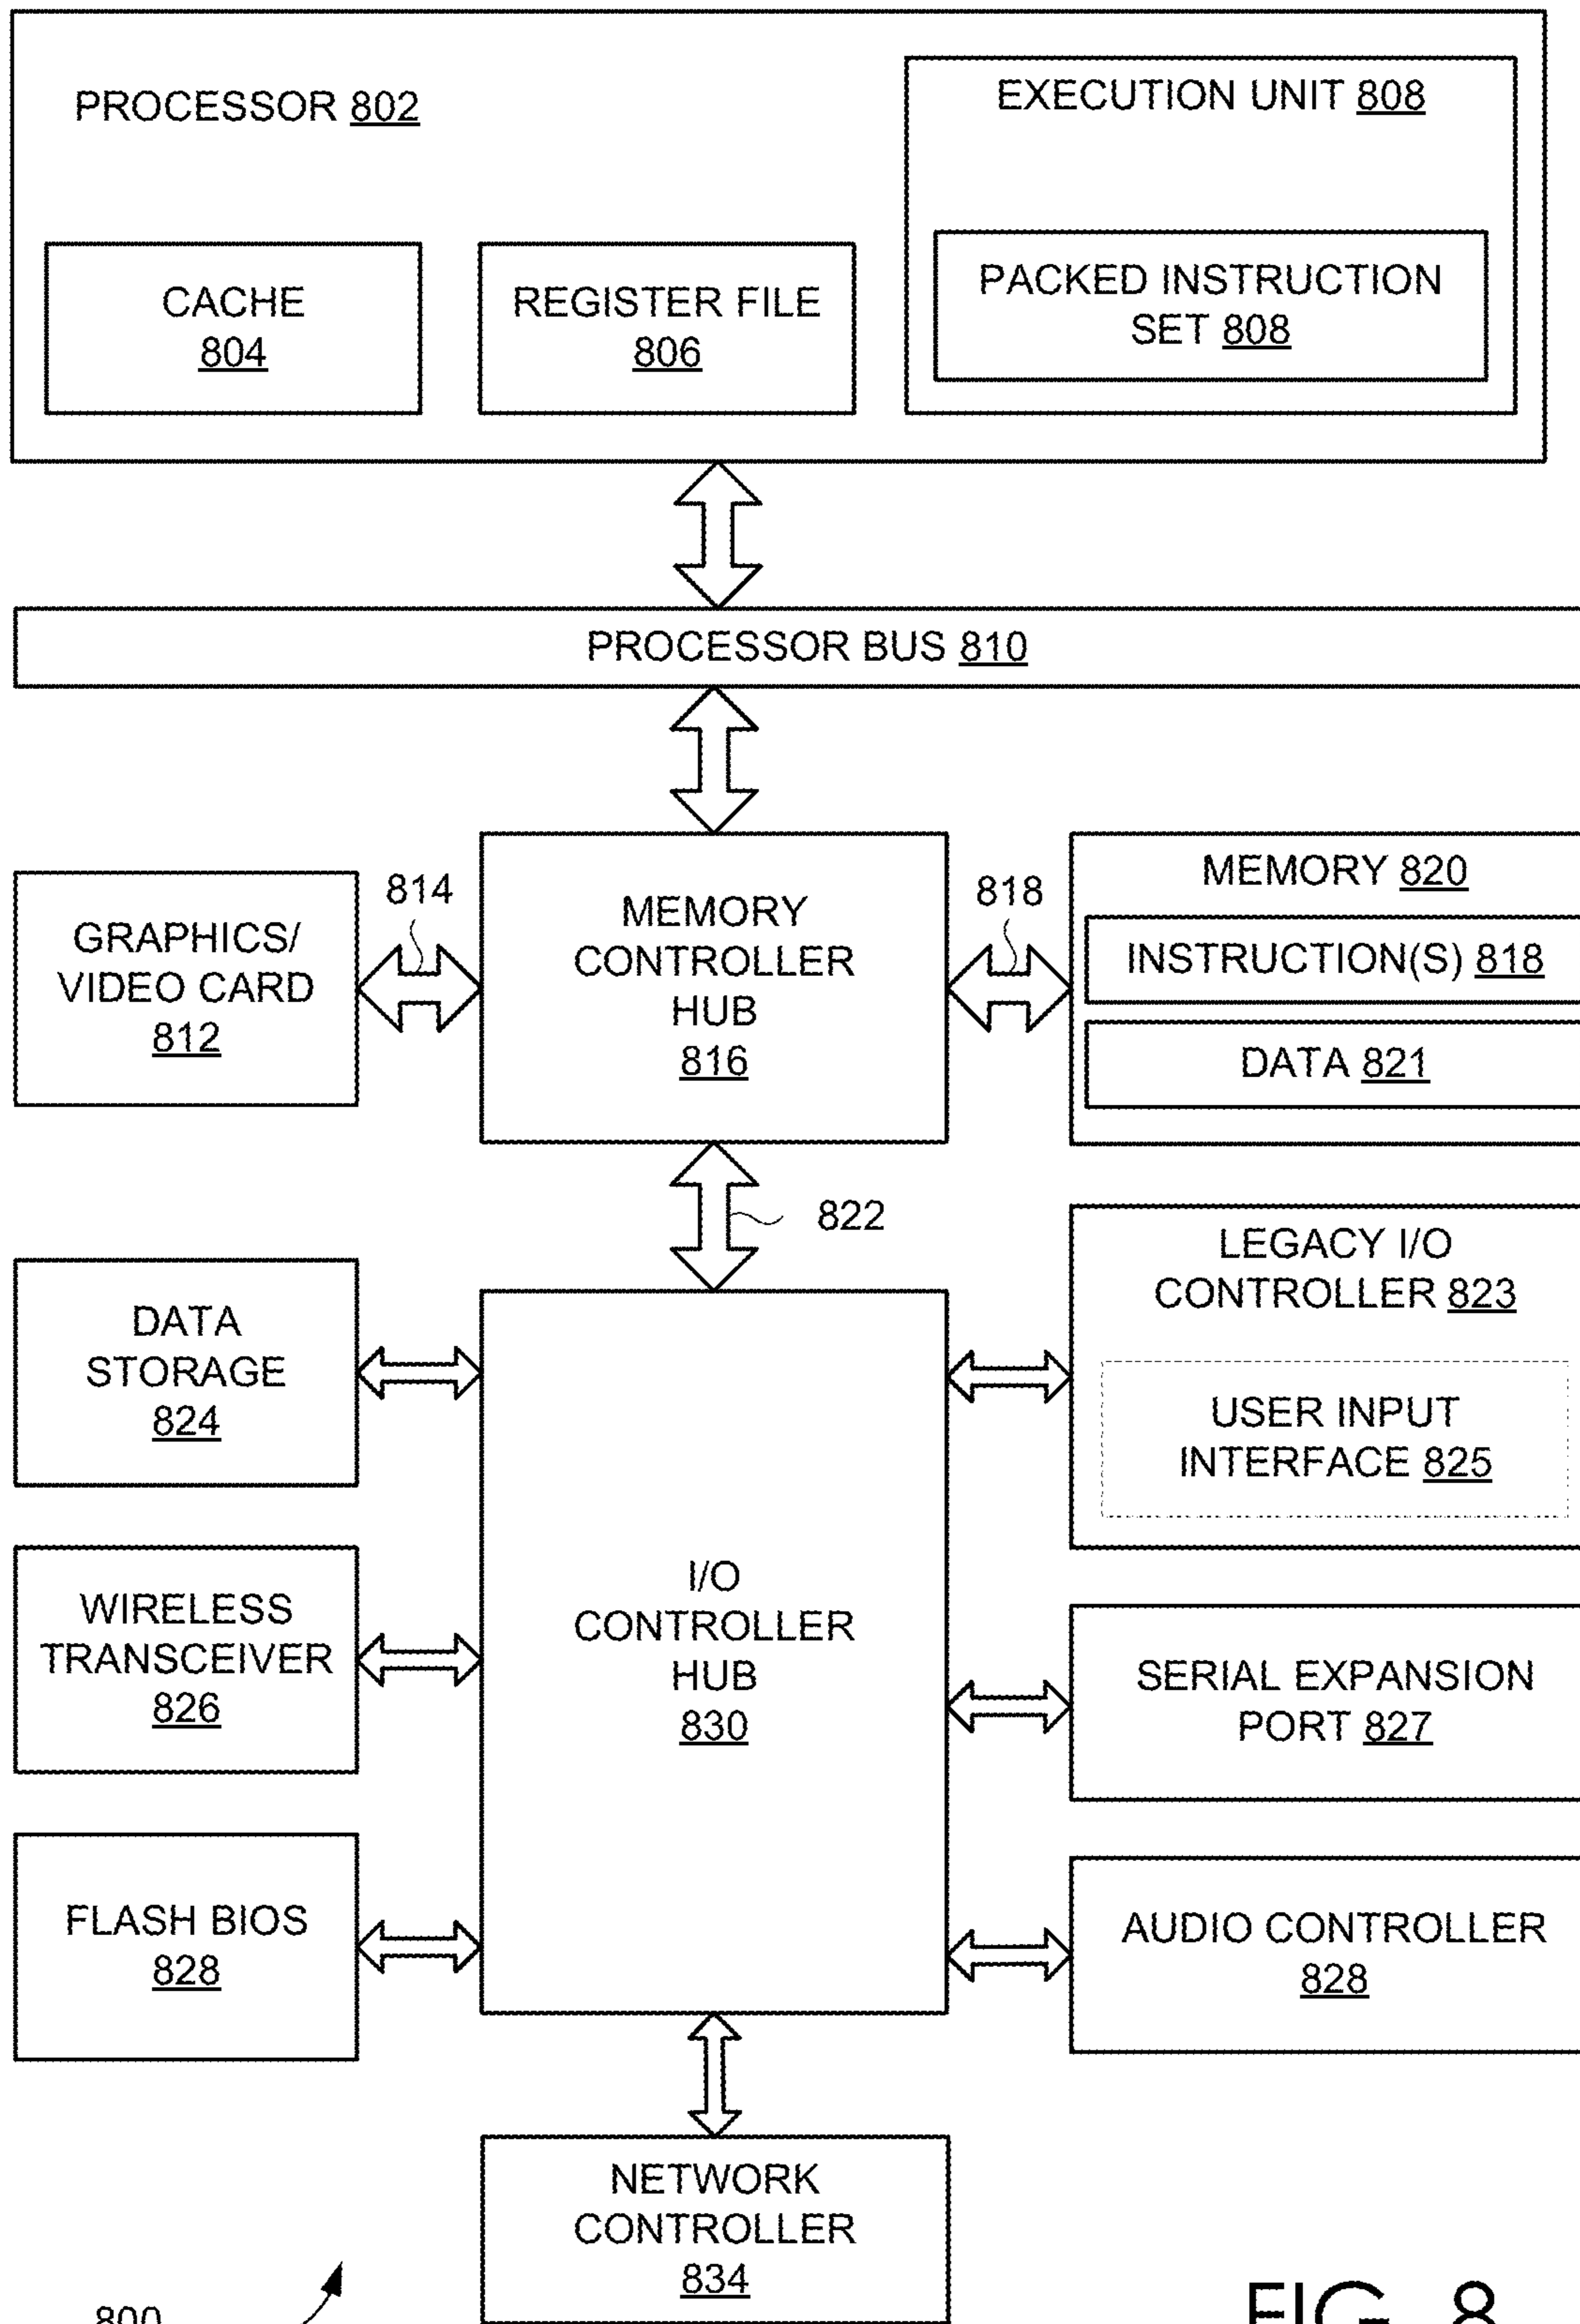 PROCESSOR 802
EXECUTION UNIT 808
CACHE
804
REGISTER FILE
806
PACKED INSTRUCTION
SET 808
PROCESSOR BUS 810
GRAPHICS/
VIDEO CARD
812
814
MEMORY
CONTROLLER
HUB
816
818
MEMORY 820
INSTRUCTION(S) 818
DATA 821
822
DATA
STORAGE
824
LEGACY I/O
CONTROLLER 823
USER INPUT
INTERFACE 825
WIRELESS
TRANSCEIVER
826
I/O
CONTROLLER
HUB
830
SERIAL EXPANSION
PORT 827
FLASH BIOS
828
AUDIO CONTROLLER
828
NETWORK
CONTROLLER
834
800
FIG. 8